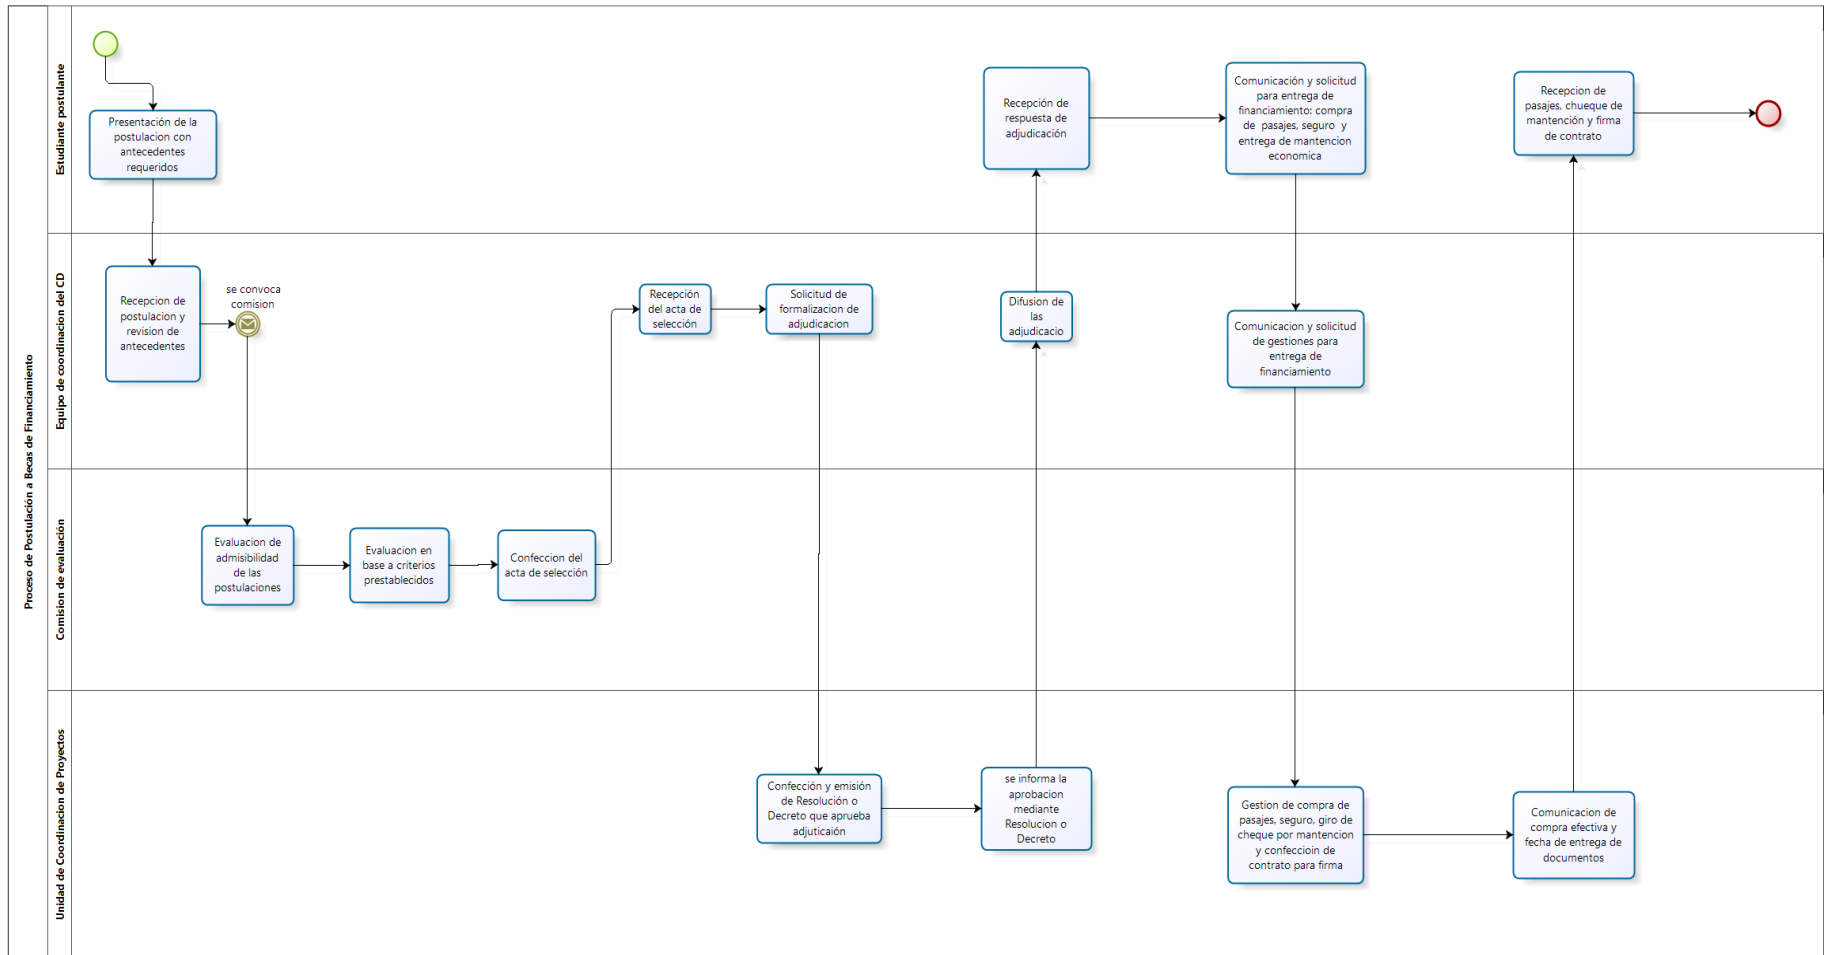 Proceso de Postulación a Becas de Financiamiento
Estudiante postulante
Presentación de la
postulacion con
antecedentes
requeridos
Recepción de
respuesta de
adjudicación
Comunicación y solicitud
para entrega de
financiamiento: compra
de pasajes, seguro y
entrega de mantencion
economica
Recepcion de
pasajes, chueque de
mantención y firma
de contrato
Equipo de coordinacion del CD
Recepcion de
postulacion y
revision de
antecedentes
se convoca
comision
Recepción
del acta de
selección
Solicitud de
formalizacion de
adjudicacion
Difusion de
las
adjudicacio
Comunicacion y solicitud
de gestiones para
entrega de
financiamiento
Comision de evaluación
Evaluacion de
admisibilidad
de las
postulaciones
Evaluacion en
base a criterios
prestablecidos
Confeccion del
acta de selección
Unidad de Coordinacion de Proyectos
Confección y emisión
de Resolución o
Decreto que aprueba
adjuticaión
se informa la
aprobacion
mediante
Resolucion o
Decreto
Gestion de compra de
pasajes, seguro, giro de
cheque por mantencion
y confeccioin de
contrato para firma
Comunicacion de
compra efectiva y
fecha de entrega de
documentos